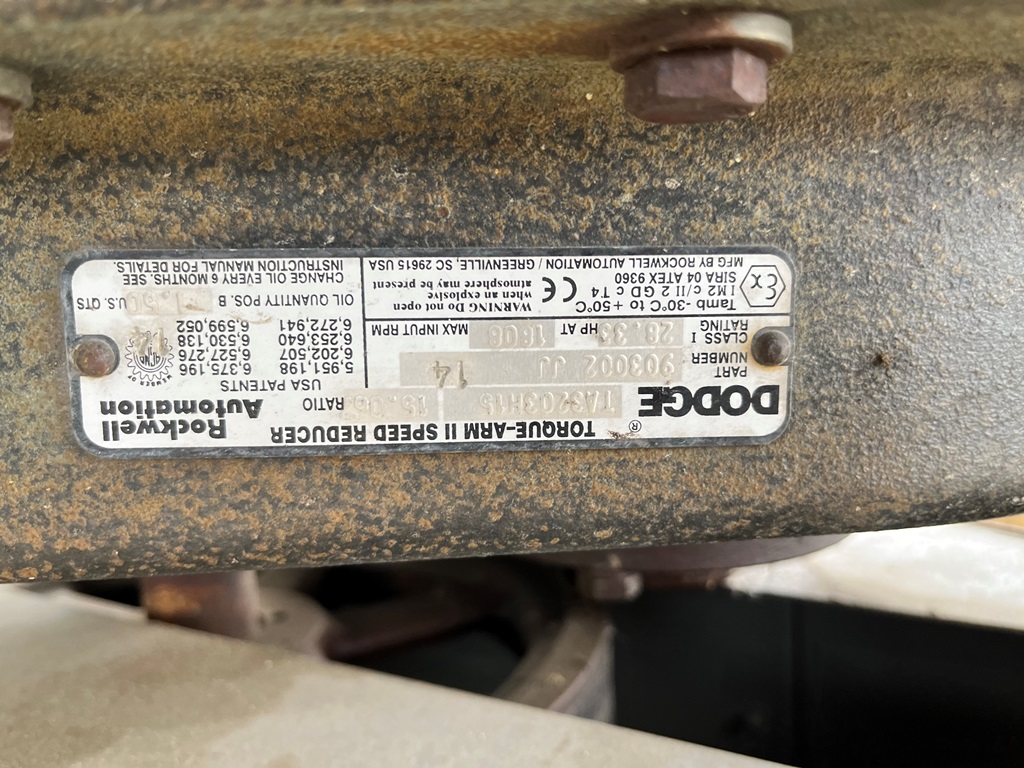 TORQUE-ARM II SPEED REDUCER
DODGE® TA3203H15 RATIO
Rockwell Automation
PART NUMBER 903002 JJ 14
CLASS I RATING 28.33 HP AT 1808 MAX INPUT RPM
Tamb -30°C to +50°C
I M2 c/II 2 GD c T4
SIRA 04 ATEX 9360
Ex CE
WARNING Do not open
when an explosive
atmosphere may be present
MFG BY ROCKWELL AUTOMATION / GREENVILLE, SC 29615 USA
USA PATENTS
5,951,198 6,375,196
6,202,507 6,527,276
6,253,640 6,530,138
6,272,941 6,599,052
MEMBER OF AGMA
OIL QUANTITY POS. B U.S. QTS
CHANGE OIL EVERY 6 MONTHS. SEE
INSTRUCTION MANUAL FOR DETAILS.